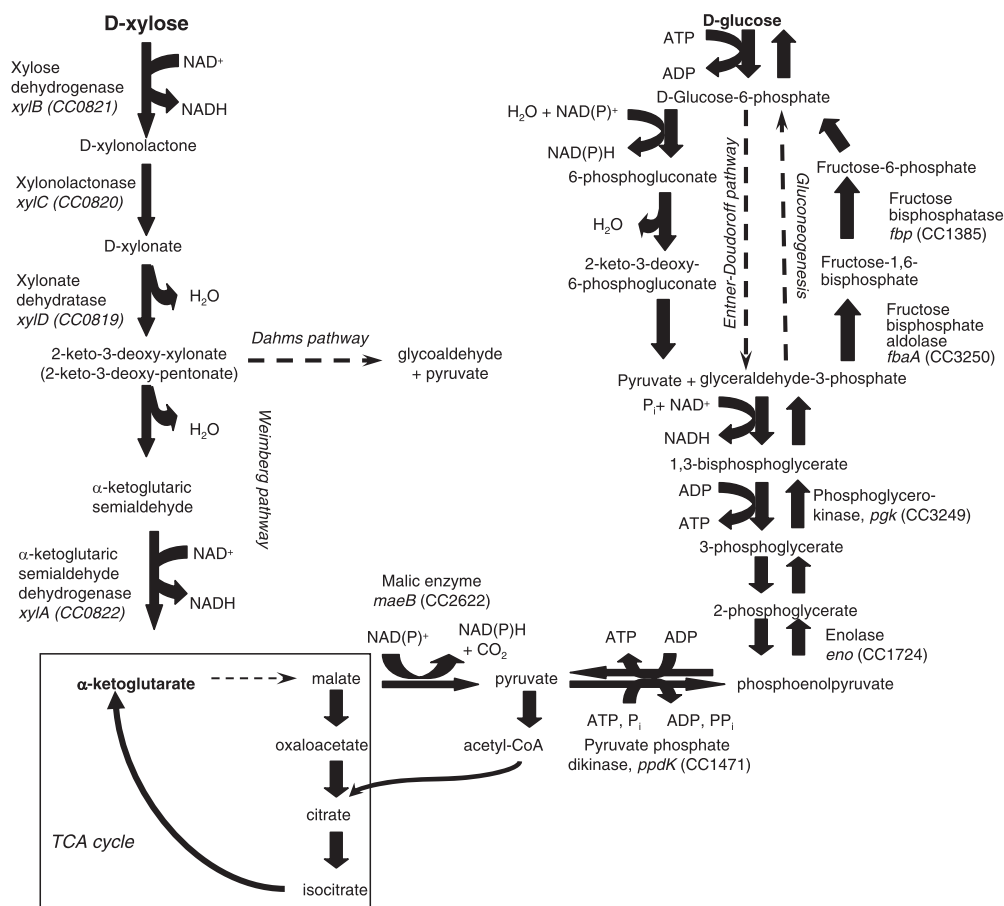 D-xylose
Xylose
dehydrogenase
xylB (CC0821)
NAD+
NADH
D-xylonolactone
Xylonolactonase
xylC (CC0820)
D-xylonate
Xylonate
dehydratase
xylD (CC0819)
H2O
2-keto-3-deoxy-xylonate
(2-keto-3-deoxy-pentonate)
Dahms pathway
glycoaldehyde
+ pyruvate
H2O
Weimberg pathway
α-ketoglutaric
semialdehyde
α-ketoglutaric
semialdehyde
dehydrogenase
xylA (CC0822)
NAD+
NADH
D-glucose
ATP
ADP
D-Glucose-6-phosphate
H2O + NAD(P)+
NAD(P)H
6-phosphogluconate
H2O
2-keto-3-deoxy-
6-phosphogluconate
Entner-Doudoroff pathway
Gluconeogenesis
Fructose-6-phosphate
Fructose
bisphosphatase
fbp (CC1385)
Fructose-1,6-
bisphosphate
Fructose
bisphosphate
aldolase
fbaA (CC3250)
Pyruvate + glyceraldehyde-3-phosphate
Pi+ NAD+
NADH
1,3-bisphosphoglycerate
ADP
ATP
Phosphoglycero-
kinase, pgk (CC3249)
3-phosphoglycerate
2-phosphoglycerate
Enolase
eno (CC1724)
Malic enzyme
maeB (CC2622)
NAD(P)+
NAD(P)H
+ CO2
ATP
ADP
α-ketoglutarate
malate
pyruvate
phosphoenolpyruvate
ATP, Pi
ADP, PPi
Pyruvate phosphate
dikinase, ppdK (CC1471)
oxaloacetate
acetyl-CoA
citrate
TCA cycle
isocitrate